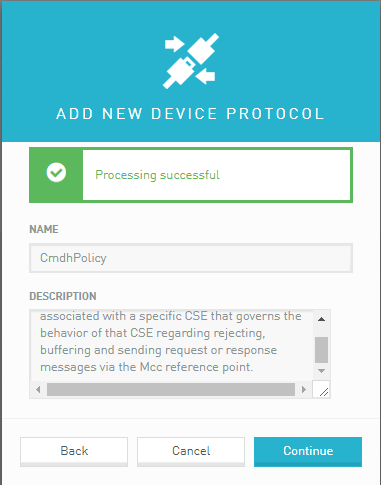 ADD NEW DEVICE PROTOCOL
Processing successful
NAME
CmdhPolicy
DESCRIPTION
associated with a specific CSE that governs the
behavior of that CSE regarding rejecting,
buffering and sending request or response
messages via the Mcc reference point.
Back
Cancel
Continue